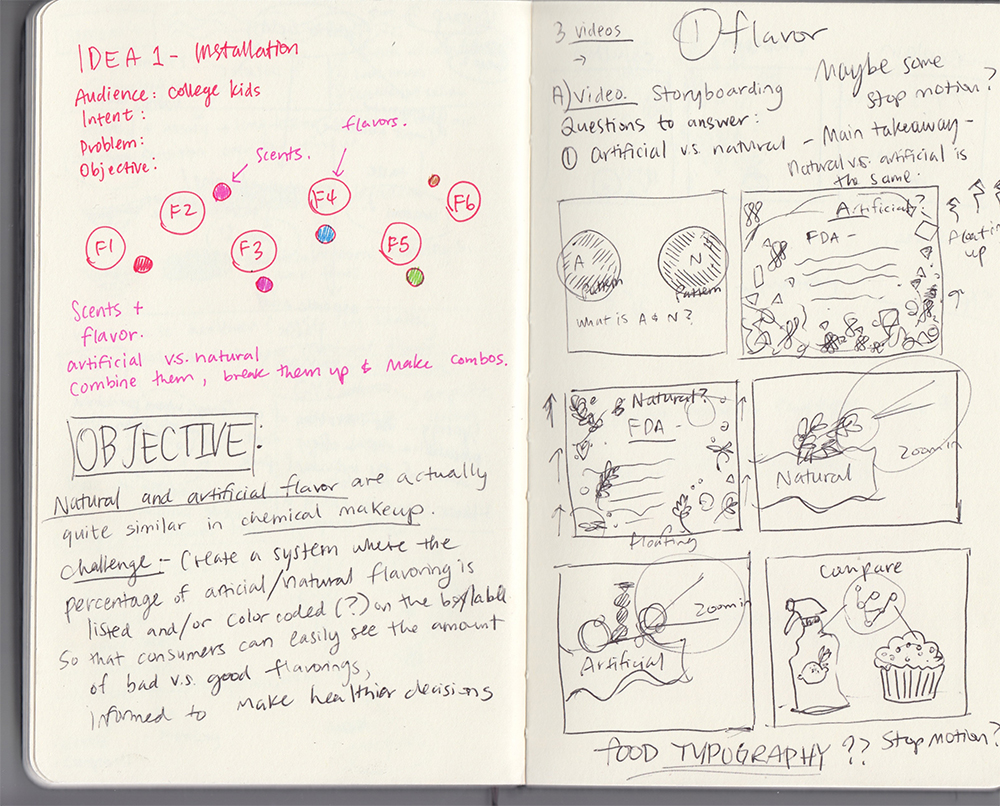 IDEA 1 - Installation
Audience: college kids
Intent:
Problem:
Objective:
Scents.
flavors.
F1
F2
F3
F4
F5
F6
Scents +
flavor.
artificial v.s. natural
Combine them, break them up & make combos.
OBJECTIVE:
Natural and artificial flavor are actually
quite similar in chemical makeup.
Challenge - Create a system where the
percentage of articial/natural flavoring is
listed and/or color coded (?) on the box/label
So that consumers can easily see the amount
of bad v.s. good flavorings,
informed to make healthier decisions
3 videos
→
① flavor
Maybe some
stop motion?
A) Video. Storyboarding
Questions to answer:
① Artificial v.s. natural - Main takeaway -
Natural vs. artificial is
the same.
A
Pattern
N
Pattern
What is A & N?
Artificial?
FDA -
floating
up
Natural?
FDA -
floating
Natural
Zoom in
Artificial
Zoom in
Compare
FOOD TYPOGRAPHY ?? Stop motion?